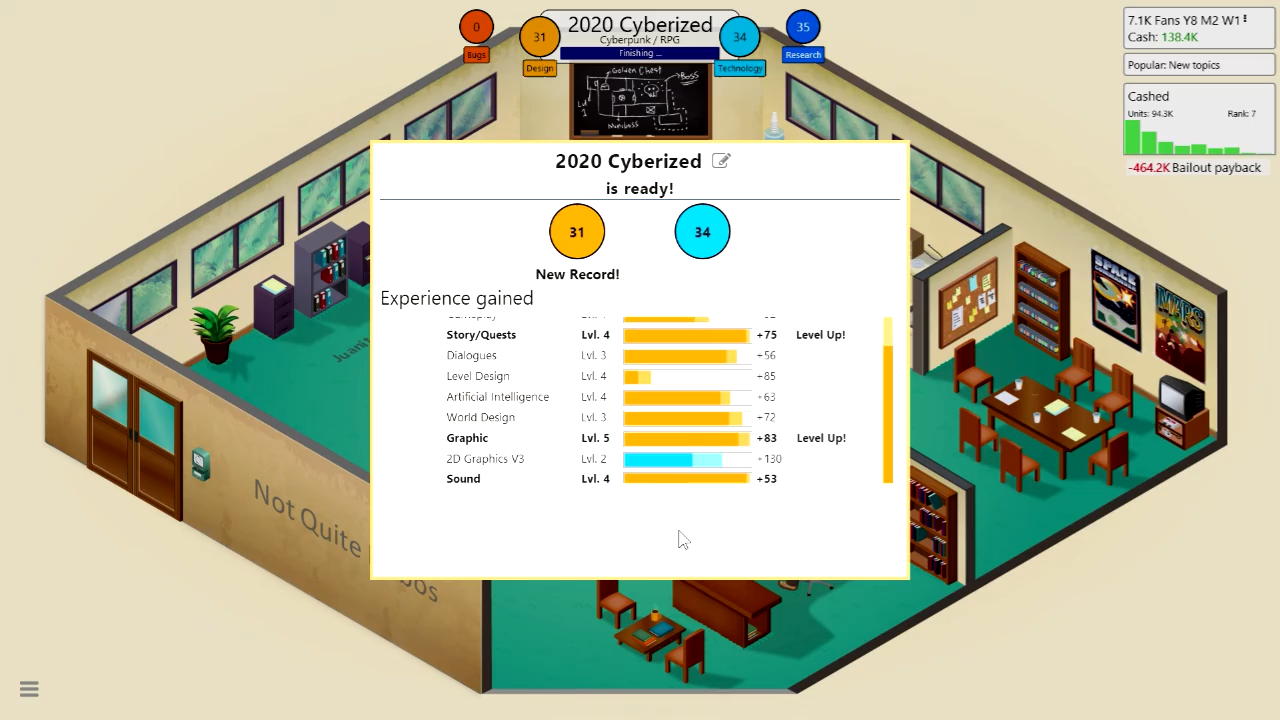 0
Bugs
31
Design
2020 Cyberized
Cyberpunk / RPG
Finishing ...
34
Technology
35
Research
7.1K Fans Y8 M2 W1
Cash: 138.4K
Popular: New topics
Cashed
Units: 94.3K Rank: 7
-464.2K Bailout payback
Golden Chest
Boss
Lvl
1
Miniboss
2020 Cyberized
is ready!
31 34
New Record!
Experience gained
Story/Quests Lvl. 4 +75 Level Up!
Dialogues Lvl. 3 +56
Level Design Lvl. 4 +85
Artificial Intelligence Lvl. 4 +63
World Design Lvl. 3 +72
Graphic Lvl. 5 +83 Level Up!
2D Graphics V3 Lvl. 2 +130
Sound Lvl. 4 +53
SPACE
MARS
Not Quite